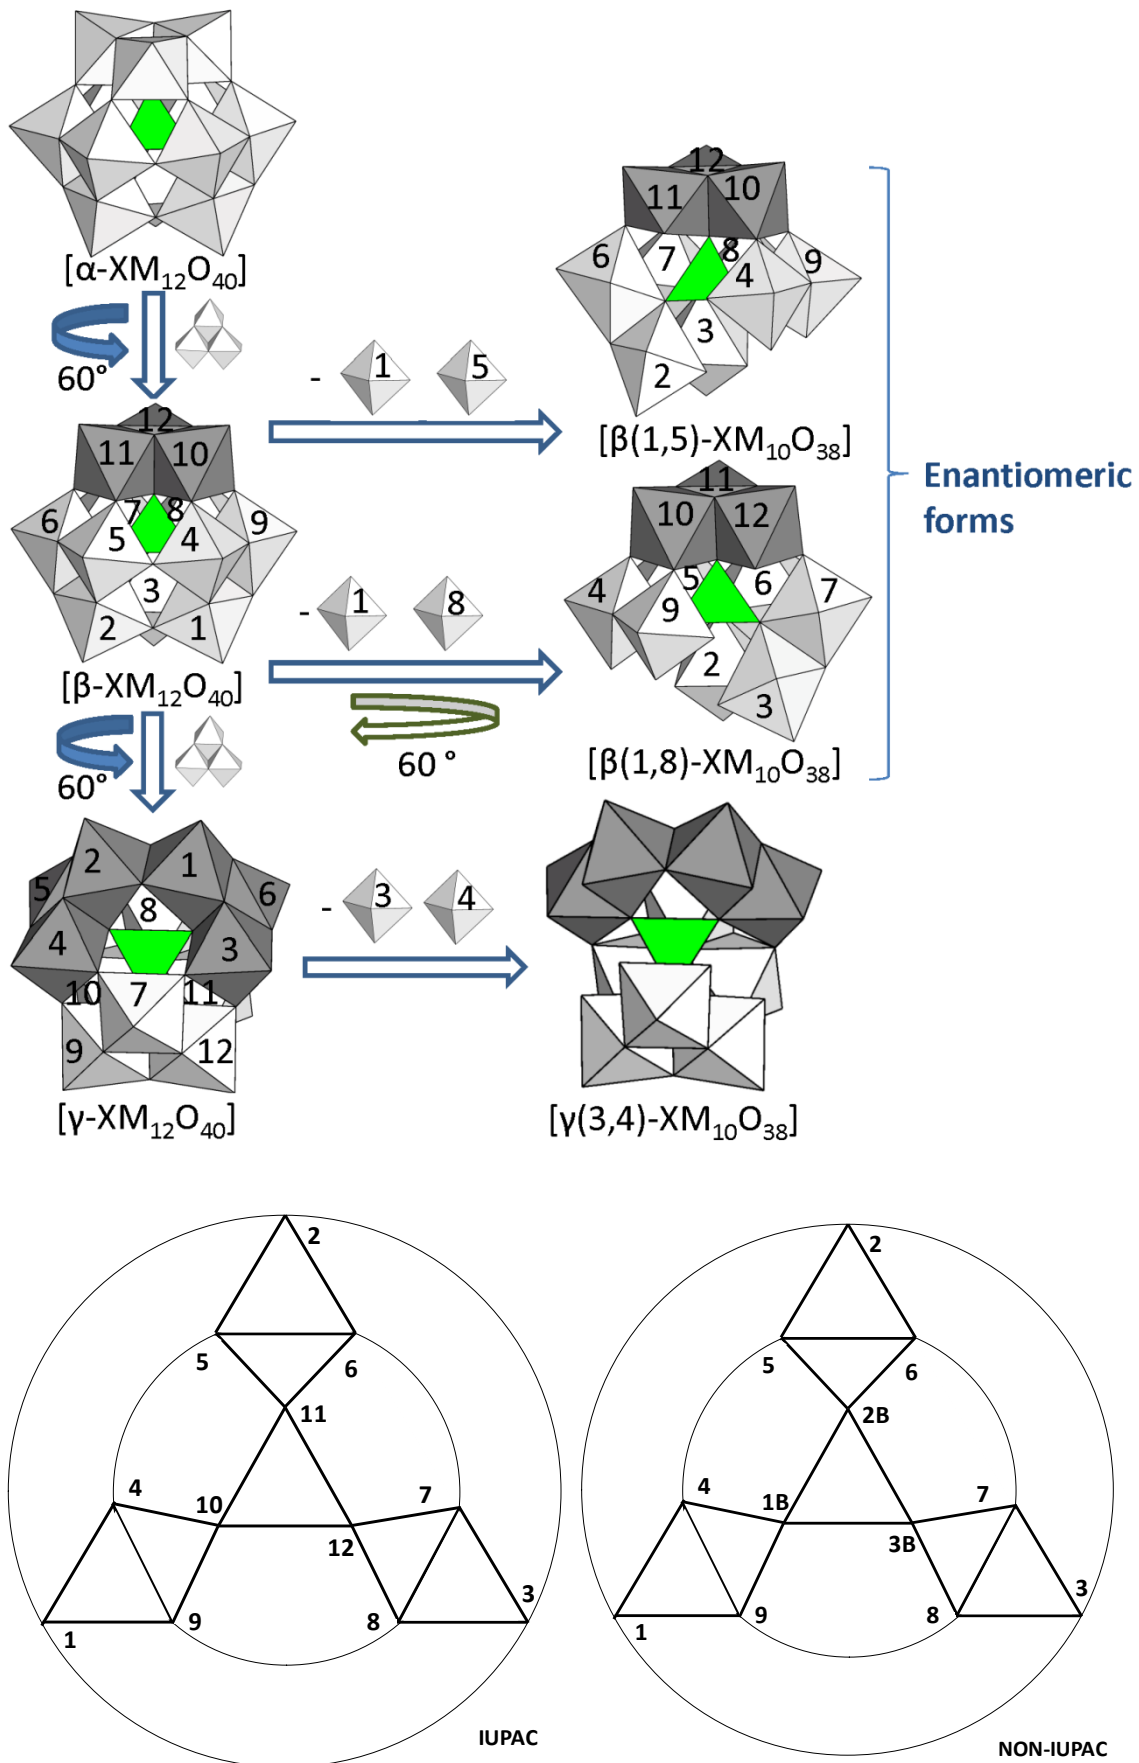 [α-XM12O40]
60°
[β-XM12O40]
12
11 10
6 7 8 9
5 4
3
2 1
- 1 5
12
11 10
6 7 8 9
4
3
2
[β(1,5)-XM10O38]
- 1 8
60 °
11
10 12
4 5 6 7
9
2
3
[β(1,8)-XM10O38]
Enantiomeric
forms
60°
2 1
5 6
8
4 3
10 7 11
9 12
[γ-XM12O40]
- 3 4
[γ(3,4)-XM10O38]
2
5 6
11
4 10 7
12
3
9 8
1
IUPAC
2
5 6
2B
4 1B 7
3B
3
9 8
1
NON-IUPAC